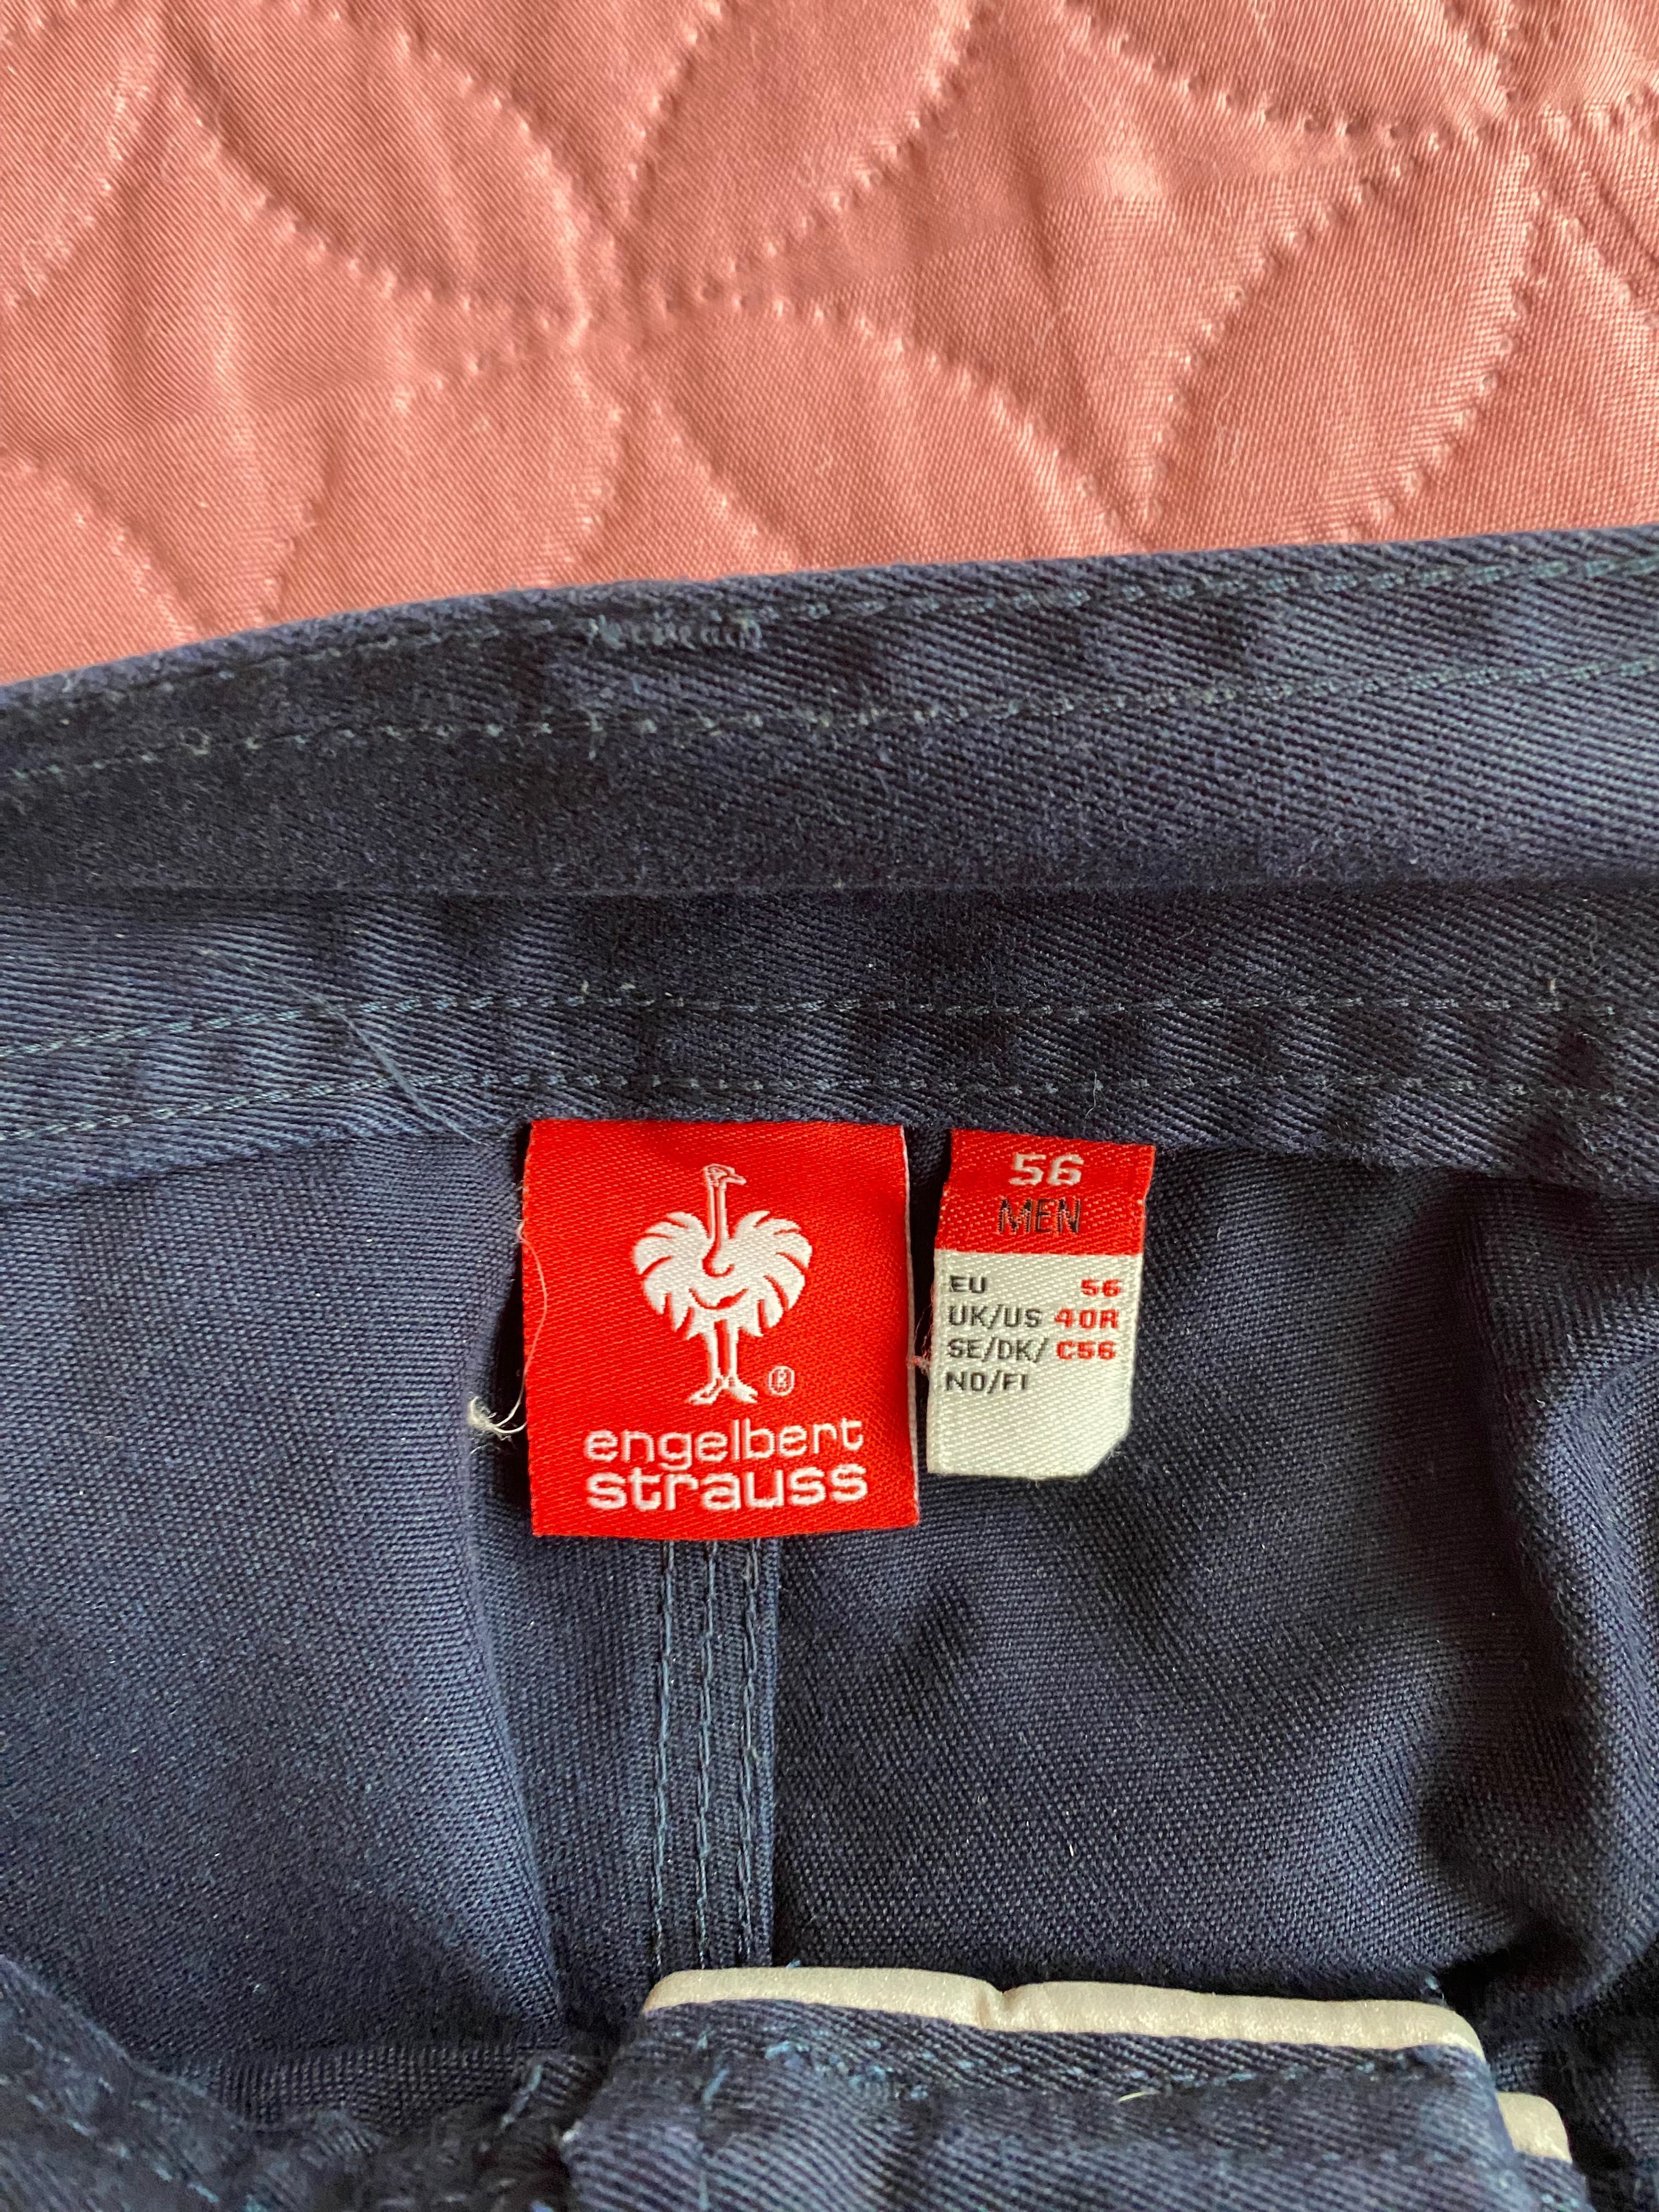 engelbert
strauss
®
56
MEN
EU 56
UK/US 40R
SE/DK/ C56
NO/FI